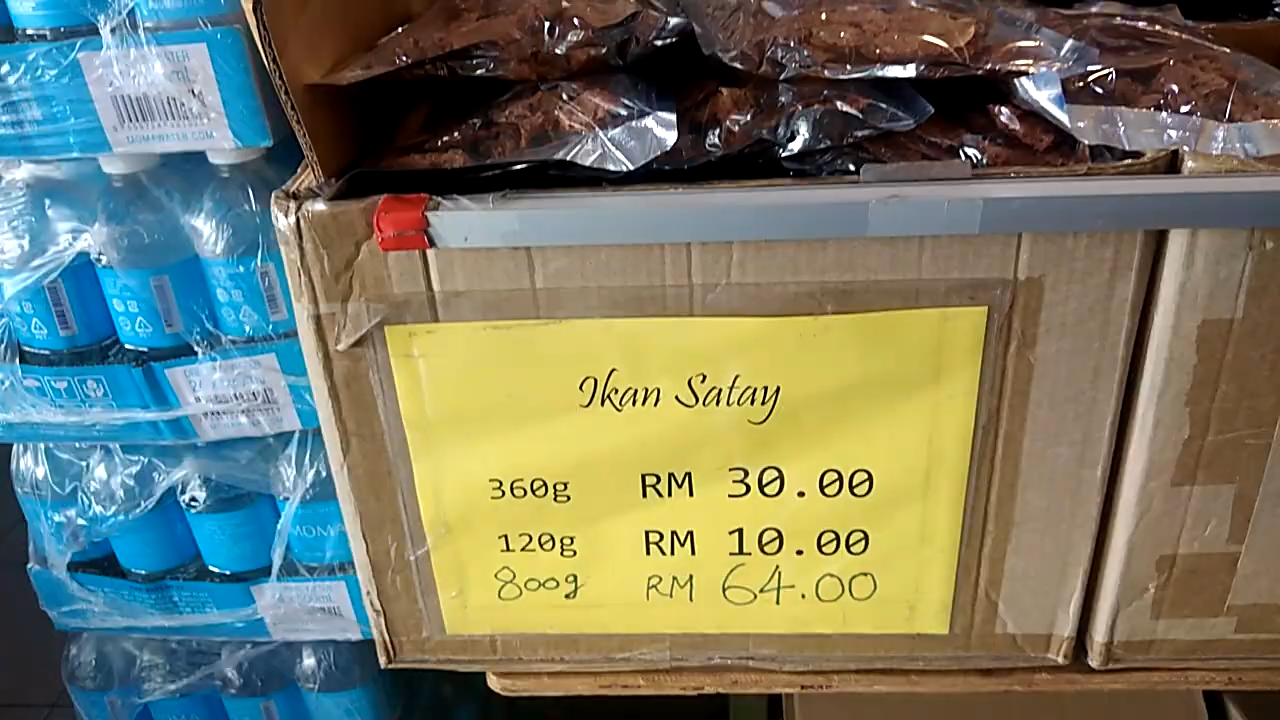 Ikan Satay
360g RM 30.00
120g RM 10.00
800g RM 64.00